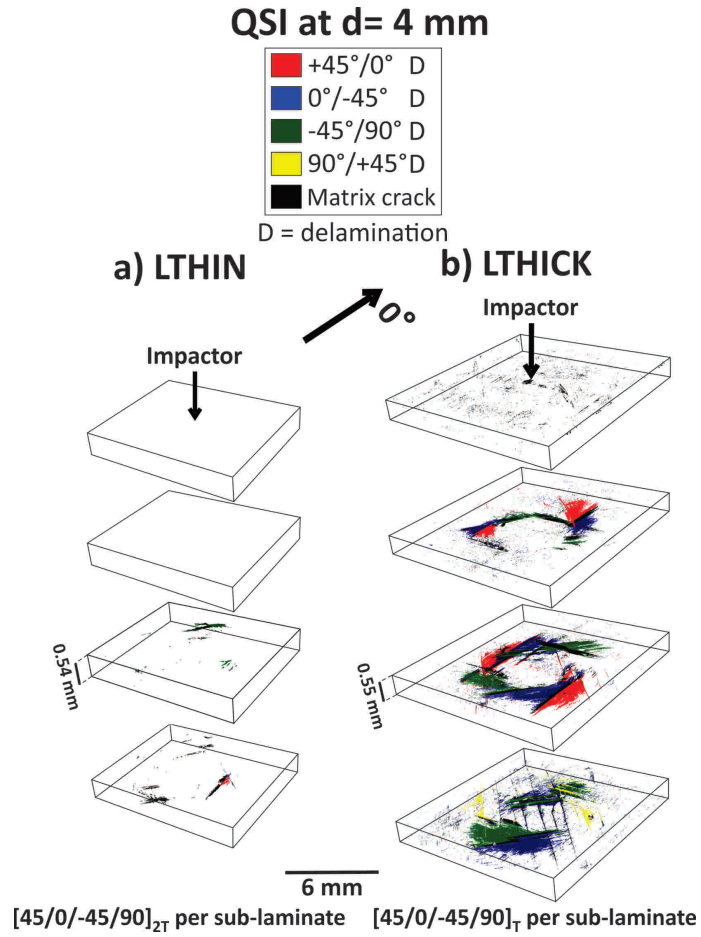 QSI at d= 4 mm
+45°/0° D
0°/-45° D
-45°/90° D
90°/+45°D
Matrix crack
D = delamination
a) LTHIN
b) LTHICK
0°
Impactor
Impactor
0.54 mm
0.55 mm
6 mm
[45/0/-45/90]2T per sub-laminate
[45/0/-45/90]T per sub-laminate